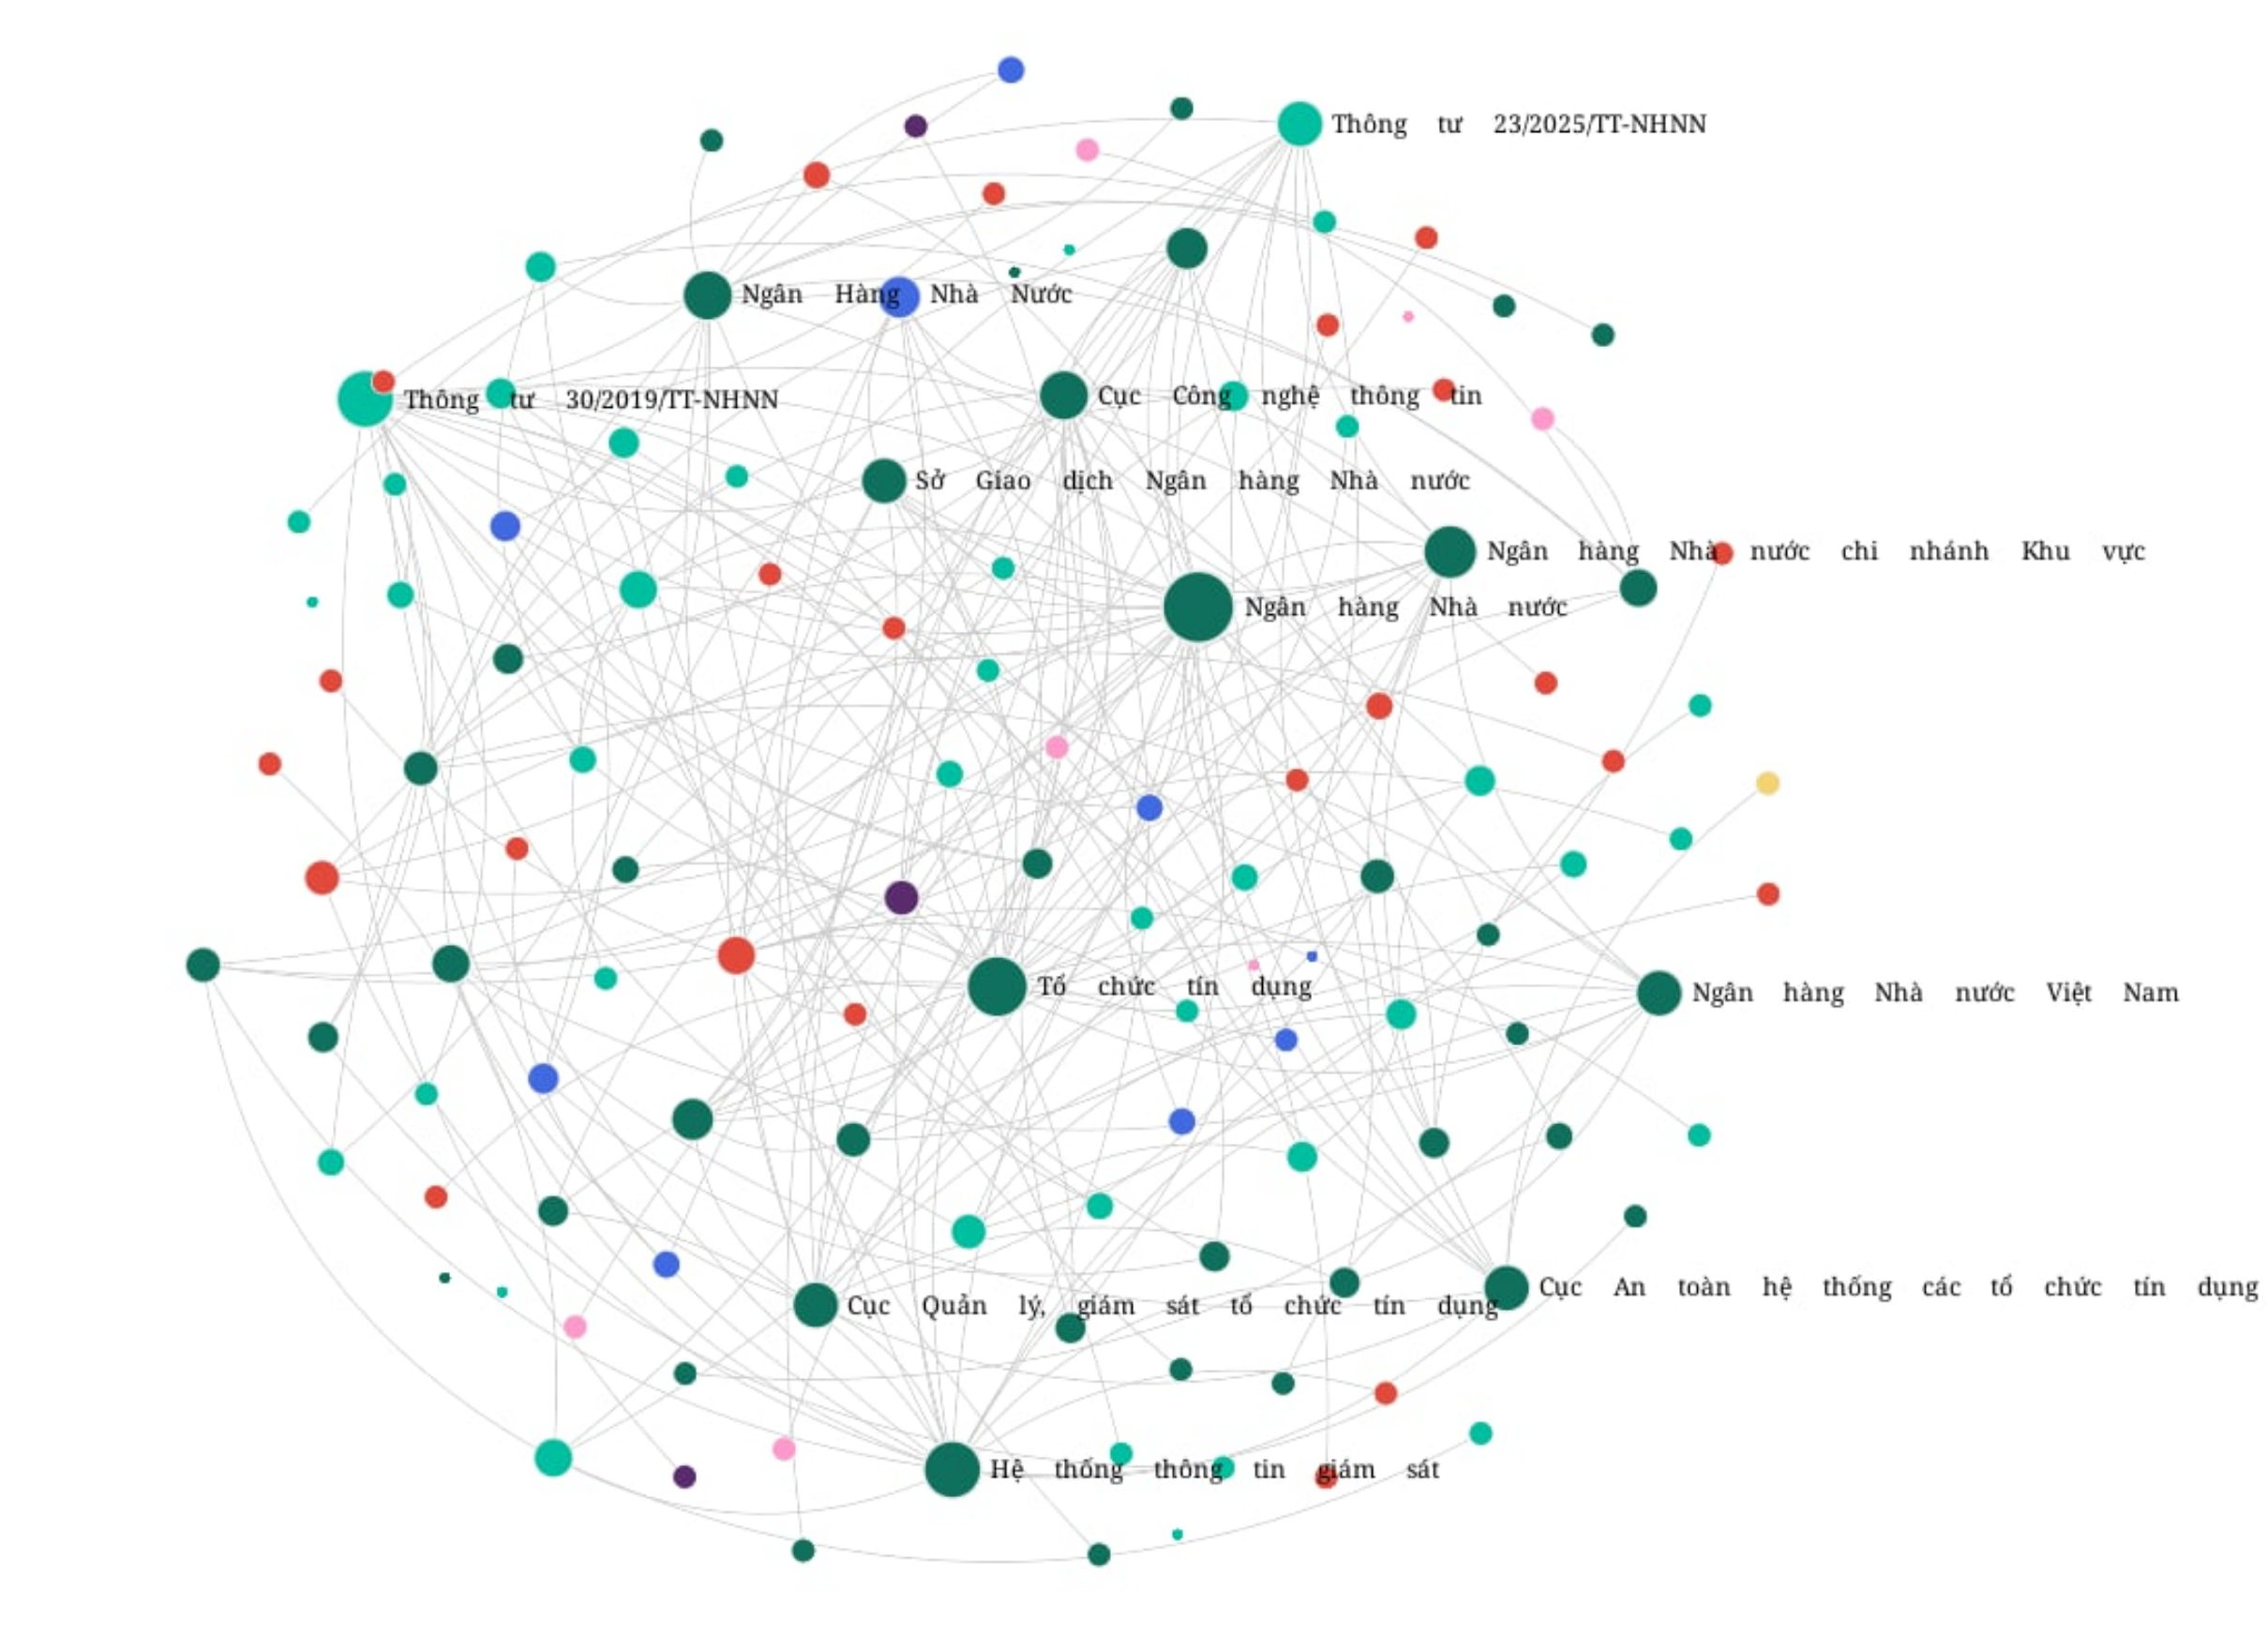 Thông tư 23/2025/TT-NHNN
Ngân Hàng Nhà Nước
Thông tư 30/2019/TT-NHNN
Cục Công nghệ thông tin
Sở Giao dịch Ngân hàng Nhà nước
Ngân hàng Nhà nước chi nhánh Khu vực
Ngân hàng Nhà nước
Tổ chức tín dụng
Ngân hàng Nhà nước Việt Nam
Cục An toàn hệ thống các tổ chức tín dụng
Cục Quản lý, giám sát tổ chức tín dụng
Hệ thống thông tin giám sát